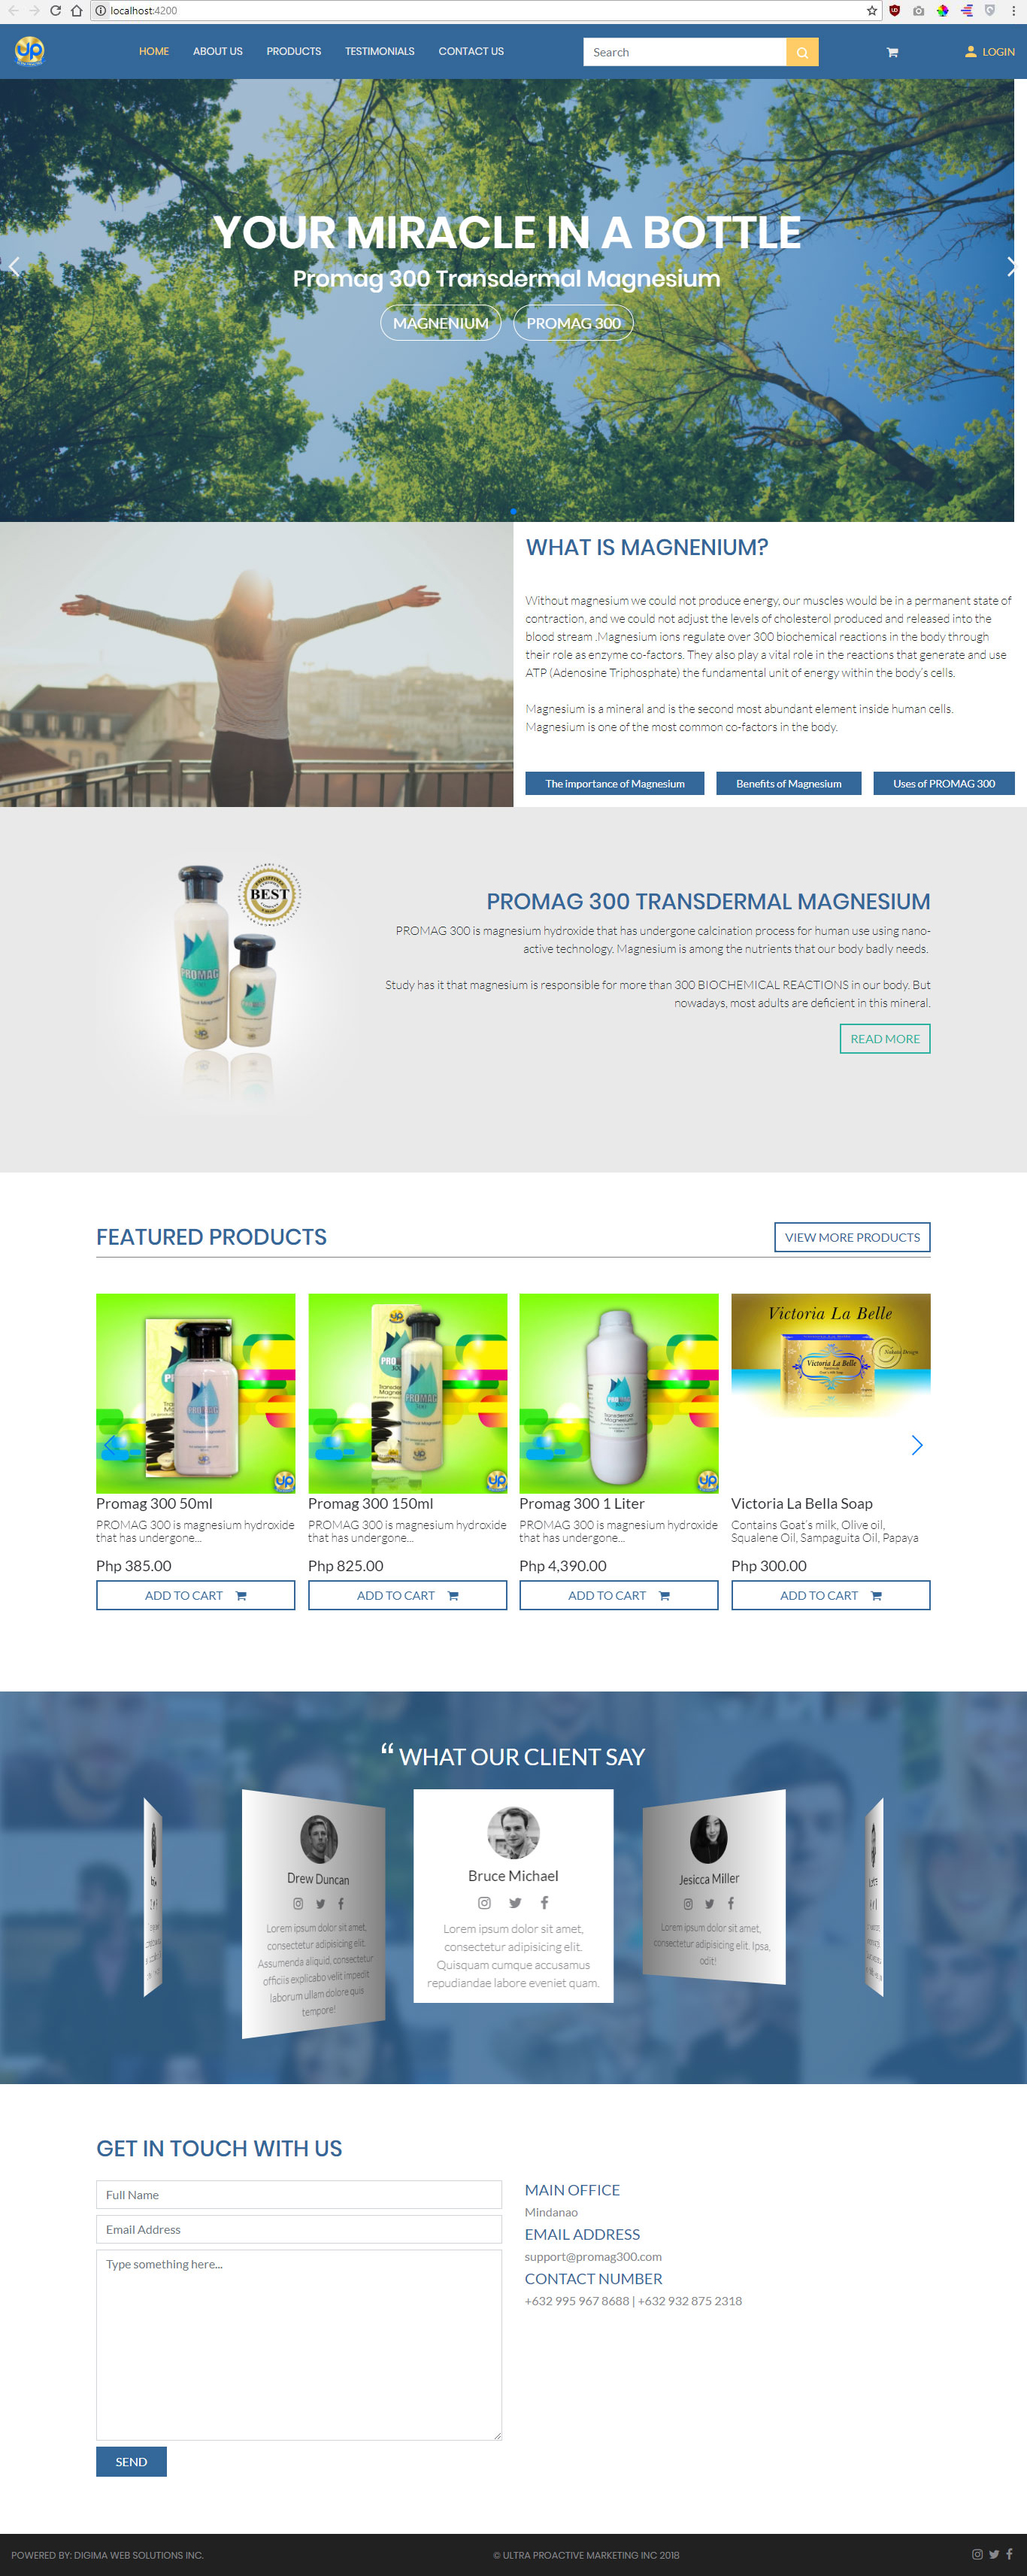 localhost:4200
UP
HOME ABOUT US PRODUCTS TESTIMONIALS CONTACT US Search LOGIN
YOUR MIRACLE IN A BOTTLE
Promag 300 Transdermal Magnesium
MAGNENIUM PROMAG 300
WHAT IS MAGNENIUM?
Without magnesium we could not produce energy, our muscles would be in a permanent state of
contraction, and we could not adjust the levels of cholesterol produced and released into the
blood stream .Magnesium ions regulate over 300 biochemical reactions in the body through
their role as enzyme co-factors. They also play a vital role in the reactions that generate and use
ATP (Adenosine Triphosphate) the fundamental unit of energy within the body's cells.
Magnesium is a mineral and is the second most abundant element inside human cells.
Magnesium is one of the most common co-factors in the body.
The importance of Magnesium Benefits of Magnesium Uses of PROMAG 300
BEST
PROMAG
PROMAG
PROMAG 300 TRANSDERMAL MAGNESIUM
PROMAG 300 is magnesium hydroxide that has undergone calcination process for human use using nano-
active technology. Magnesium is among the nutrients that our body badly needs.
Study has it that magnesium is responsible for more than 300 BIOCHEMICAL REACTIONS in our body. But
nowadays, most adults are deficient in this mineral.
READ MORE
FEATURED PRODUCTS
VIEW MORE PRODUCTS
PROMAG
PROMAG
PROMAG
Transdermal
Magnesium
Victoria La Belle
Victoria La Belle
UP
UP
UP
Promag 300 50ml
PROMAG 300 is magnesium hydroxide
that has undergone...
Php 385.00
ADD TO CART
Promag 300 150ml
PROMAG 300 is magnesium hydroxide
that has undergone...
Php 825.00
ADD TO CART
Promag 300 1 Liter
PROMAG 300 is magnesium hydroxide
that has undergone...
Php 4,390.00
ADD TO CART
Victoria La Bella Soap
Contains Goat's milk, Olive oil,
Squalene Oil, Sampaguita Oil, Papaya
Php 300.00
ADD TO CART
“ WHAT OUR CLIENT SAY
Drew Duncan
Lorem ipsum dolor sit amet,
consectetur adipisicing elit.
Assumenda aliquid, consectetur
officiis explicabo velit impedit
laborum ullam dolore quis
tempore!
Bruce Michael
Lorem ipsum dolor sit amet,
consectetur adipisicing elit.
Quisquam cumque accusamus
repudiandae labore eveniet quam.
Jesicca Miller
Lorem ipsum dolor sit amet,
consectetur adipisicing elit. Ipsa,
odit!
GET IN TOUCH WITH US
Full Name
Email Address
Type something here...
SEND
MAIN OFFICE
Mindanao
EMAIL ADDRESS
support@promag300.com
CONTACT NUMBER
+632 995 967 8688 | +632 932 875 2318
POWERED BY: DIGIMA WEB SOLUTIONS INC. © ULTRA PROACTIVE MARKETING INC 2018